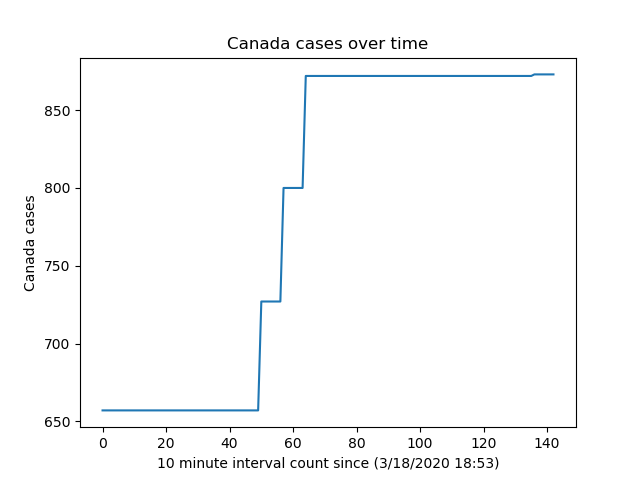 Canada cases over time
850
800
750
700
650
Canada cases
0 20 40 60 80 100 120 140
10 minute interval count since (3/18/2020 18:53)